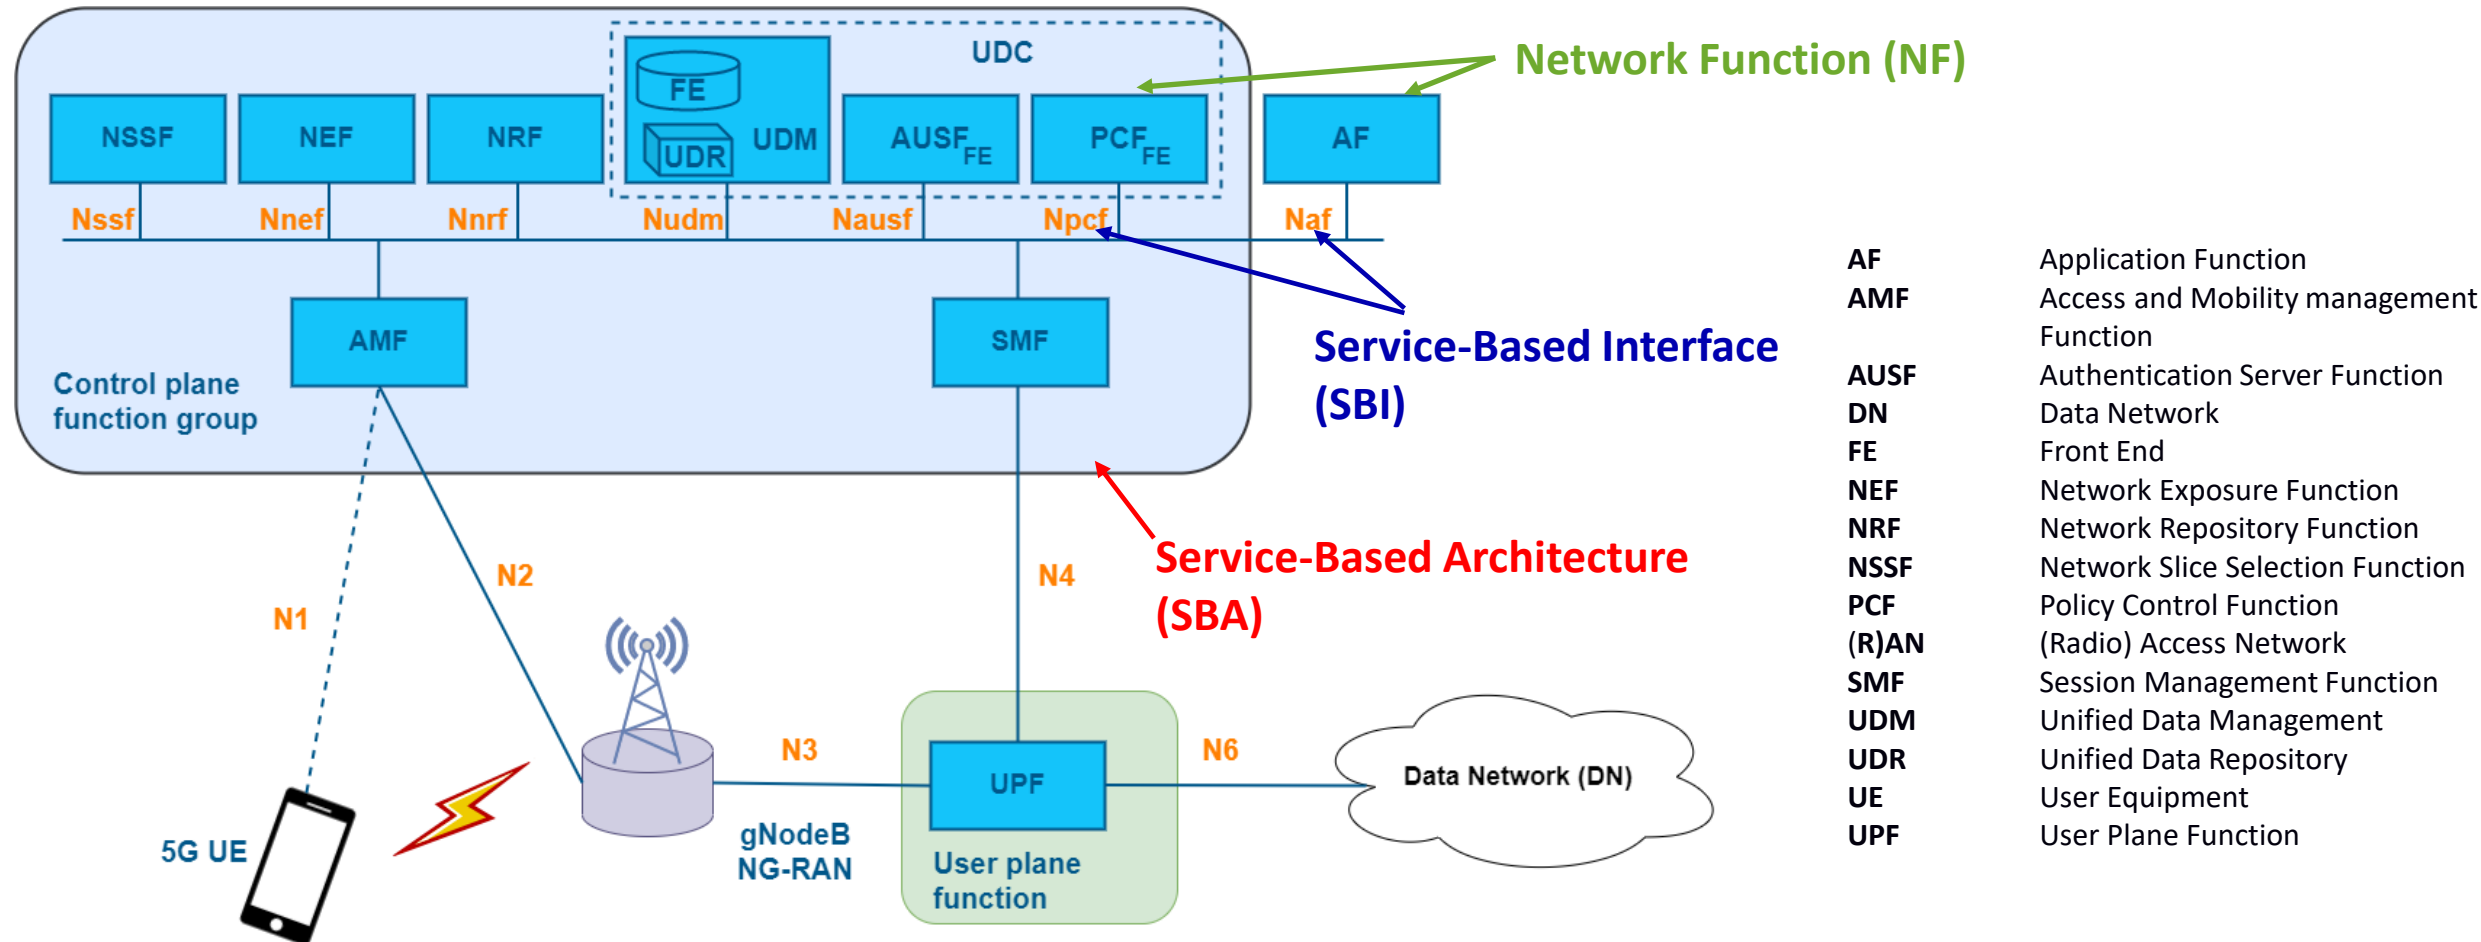 UDC
Network Function (NF)
FE
NSSF
NEF
NRF
UDM
UDR
AUSF FE
PCF FE
AF
Nssf
Nnef
Nnrf
Nudm
Nausf
Npcf
Naf
AMF
SMF
Control plane
function group
Service-Based Interface
(SBI)
Service-Based Architecture
(SBA)
N1
N2
N4
N3
N6
UPF
Data Network (DN)
5G UE
gNodeB
NG-RAN
User plane
function
AF Application Function
AMF Access and Mobility management
Function
AUSF Authentication Server Function
DN Data Network
FE Front End
NEF Network Exposure Function
NRF Network Repository Function
NSSF Network Slice Selection Function
PCF Policy Control Function
(R)AN (Radio) Access Network
SMF Session Management Function
UDM Unified Data Management
UDR Unified Data Repository
UE User Equipment
UPF User Plane Function